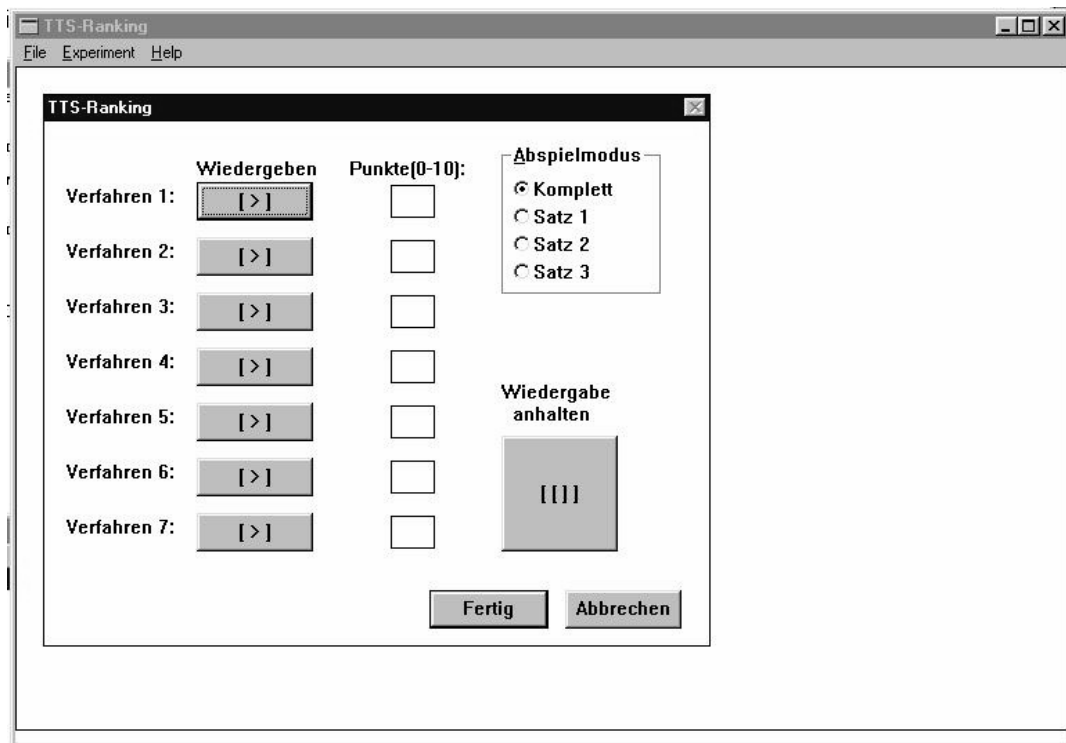 TTS-Ranking
File Experiment Help
TTS-Ranking
Wiedergeben Punkte(0-10):
Verfahren 1: [ > ]
Verfahren 2: [ > ]
Verfahren 3: [ > ]
Verfahren 4: [ > ]
Verfahren 5: [ > ]
Verfahren 6: [ > ]
Verfahren 7: [ > ]
Abspielmodus
Komplett
Satz 1
Satz 2
Satz 3
Wiedergabe
anhalten
[ [ ] ]
Fertig Abbrechen